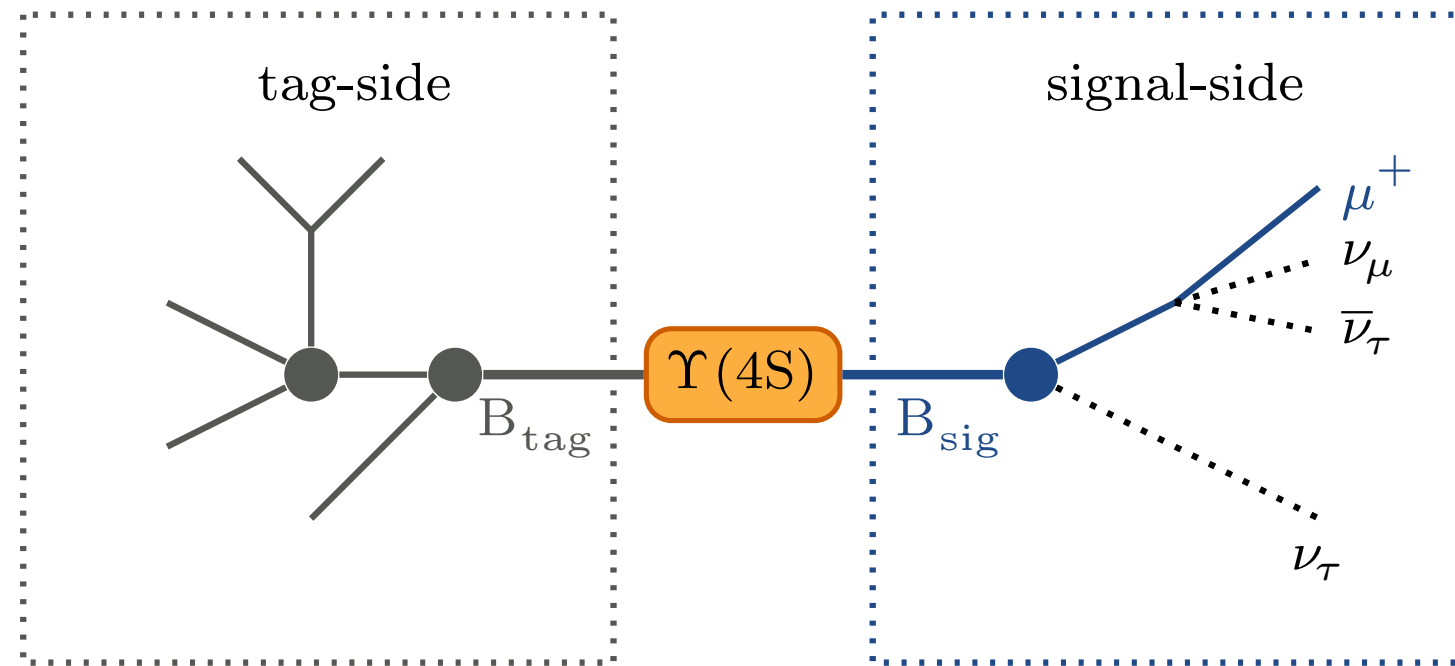 tag-side
signal-side
μ⁺
ν_μ
ν̅_τ
Υ(4S)
B_tag
B_sig
ν_τ